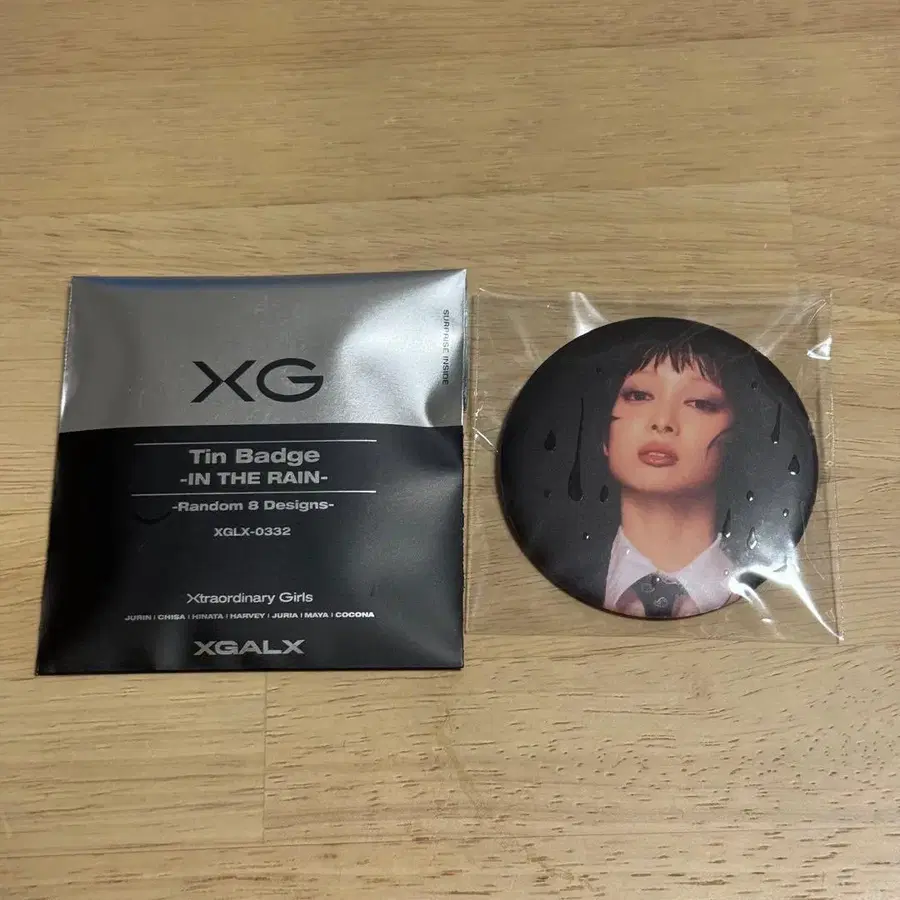 SURPRISE INSIDE
XG
Tin Badge
-IN THE RAIN-
-Random 8 Designs-
XGLX-0332
Xtraordinary Girls
JURIN | CHISA | HINATA | HARVEY | JURIA | MAYA | COCONA
XGALX